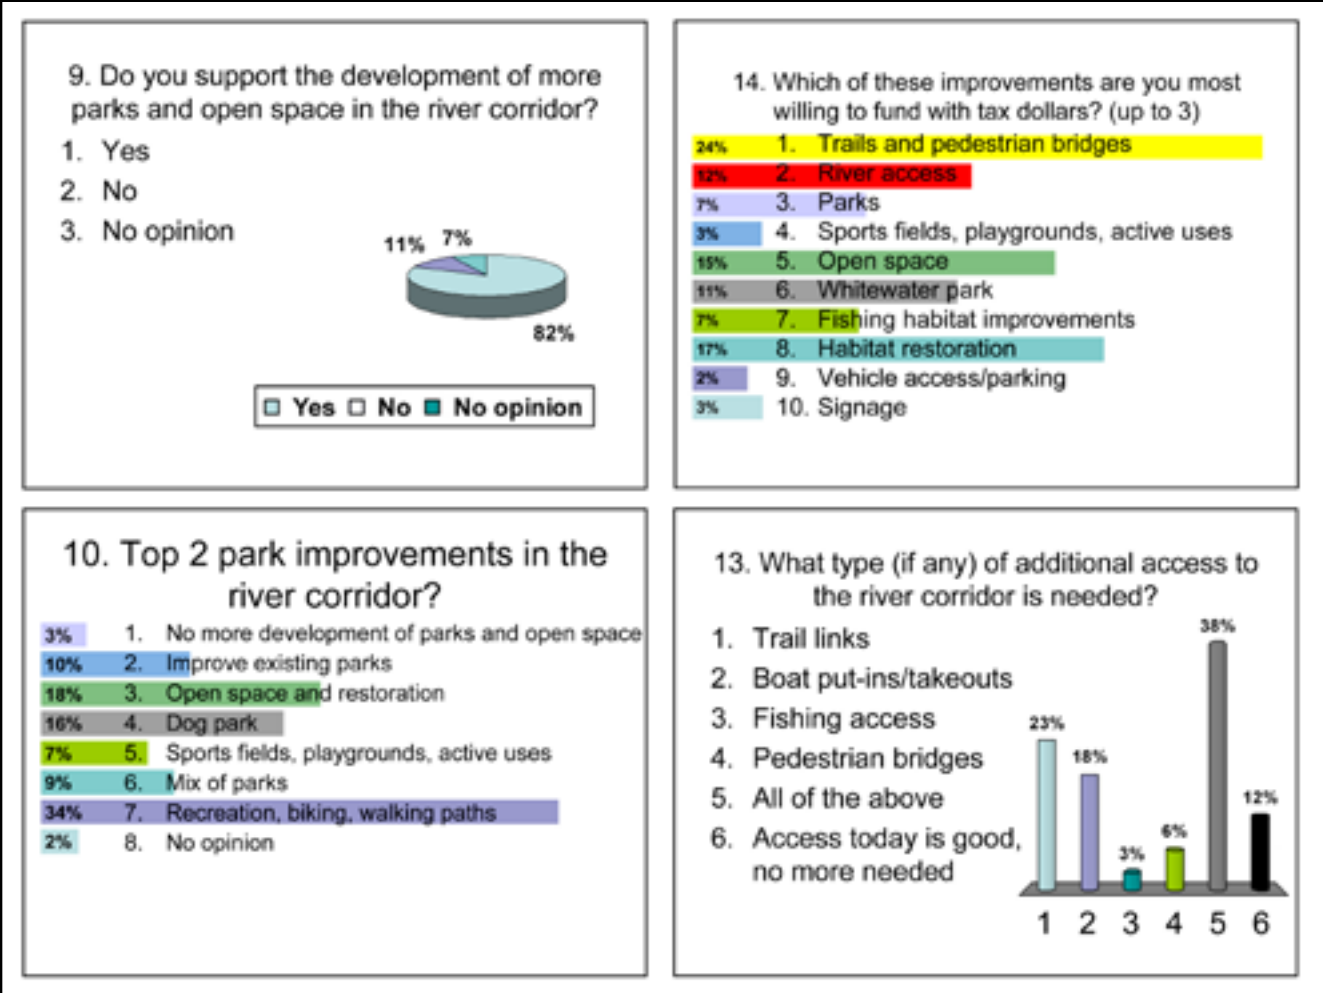 9. Do you support the development of more
parks and open space in the river corridor?
1. Yes
2. No
3. No opinion
11% 7%
82%
Yes No No opinion
14. Which of these improvements are you most
willing to fund with tax dollars? (up to 3)
24% 1. Trails and pedestrian bridges
12% 2. River access
7% 3. Parks
3% 4. Sports fields, playgrounds, active uses
15% 5. Open space
11% 6. Whitewater park
7% 7. Fishing habitat improvements
17% 8. Habitat restoration
2% 9. Vehicle access/parking
3% 10. Signage
10. Top 2 park improvements in the
river corridor?
3% 1. No more development of parks and open space
10% 2. Improve existing parks
18% 3. Open space and restoration
16% 4. Dog park
7% 5. Sports fields, playgrounds, active uses
9% 6. Mix of parks
34% 7. Recreation, biking, walking paths
2% 8. No opinion
13. What type (if any) of additional access to
the river corridor is needed?
1. Trail links
2. Boat put-ins/takeouts
3. Fishing access
4. Pedestrian bridges
5. All of the above
6. Access today is good,
no more needed
23% 18% 3% 6% 38% 12%
1 2 3 4 5 6